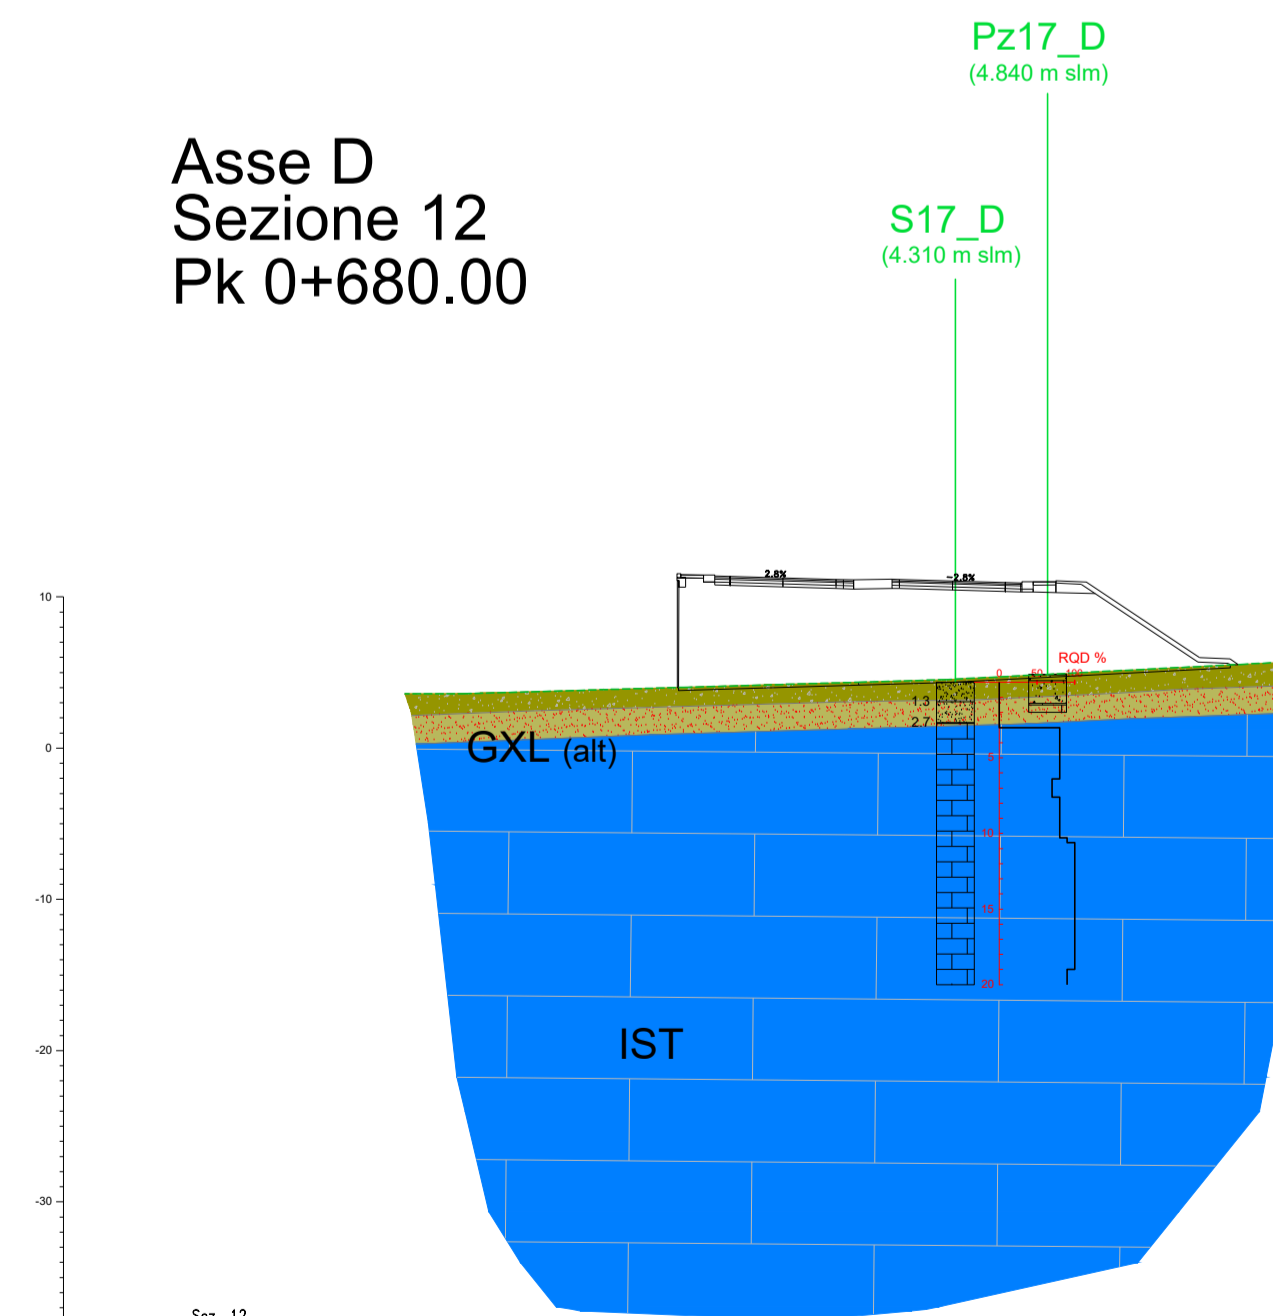 Pz17_D
(4.840 m slm)
Asse D
Sezione 12
Pk 0+680.00
S17_D
(4.310 m slm)
2.8%
-2.8%
10
RQD %
0 50 100
1.3
2.7
0
GXL (alt)
5
10
-10
15
20
IST
-20
-30
Sez. 12